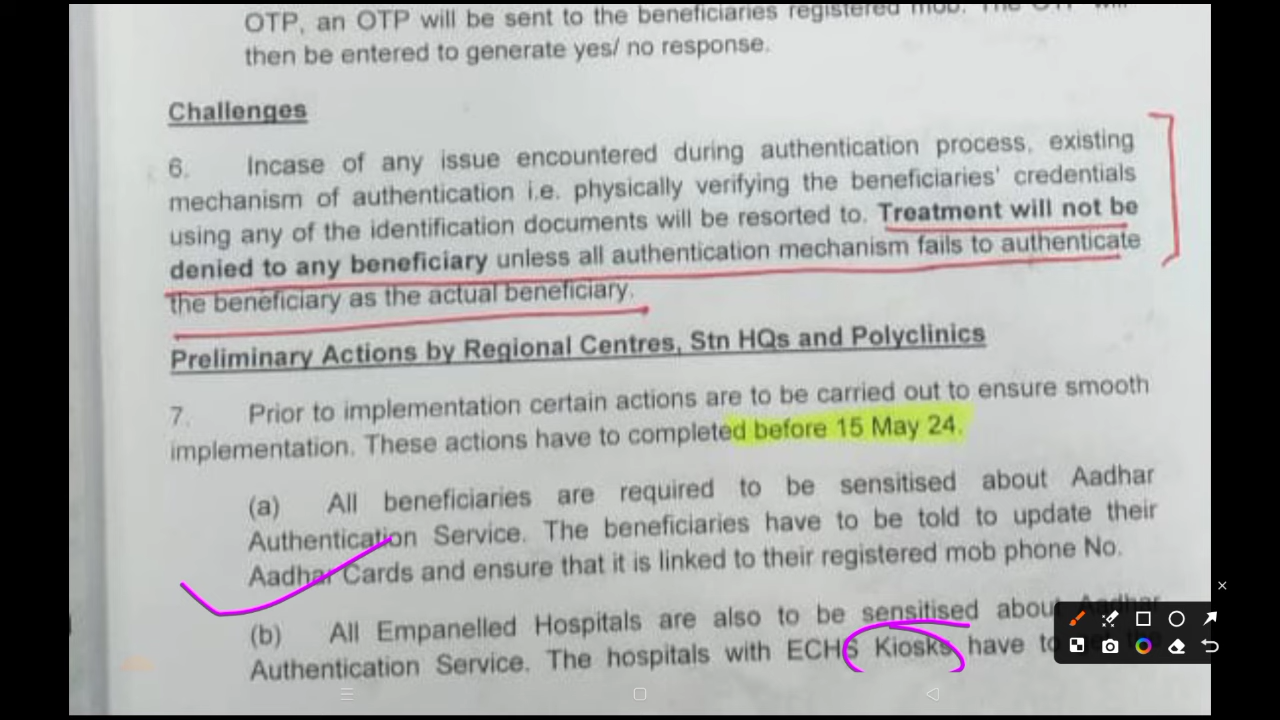 OTP, an OTP will be sent to the beneficiaries registered mob. The OTP will
then be entered to generate yes/ no response.
Challenges
6. Incase of any issue encountered during authentication process, existing
mechanism of authentication i.e. physically verifying the beneficiaries' credentials
using any of the identification documents will be resorted to. Treatment will not be
denied to any beneficiary unless all authentication mechanism fails to authenticate
the beneficiary as the actual beneficiary.
Preliminary Actions by Regional Centres, Stn HQs and Polyclinics
7. Prior to implementation certain actions are to be carried out to ensure smooth
implementation. These actions have to completed before 15 May 24.
(a) All beneficiaries are required to be sensitised about Aadhar
Authentication Service. The beneficiaries have to be told to update their
Aadhar Cards and ensure that it is linked to their registered mob phone No.
(b) All Empanelled Hospitals are also to be sensitised about Aadhar
Authentication Service. The hospitals with ECHS Kiosks have to